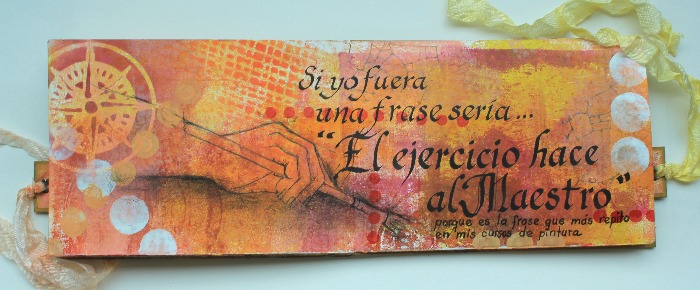 Si yo fuera
una frase sería...
"El ejercicio hace
al Maestro"
porque es la frase que más repito
en mis cursos de pintura